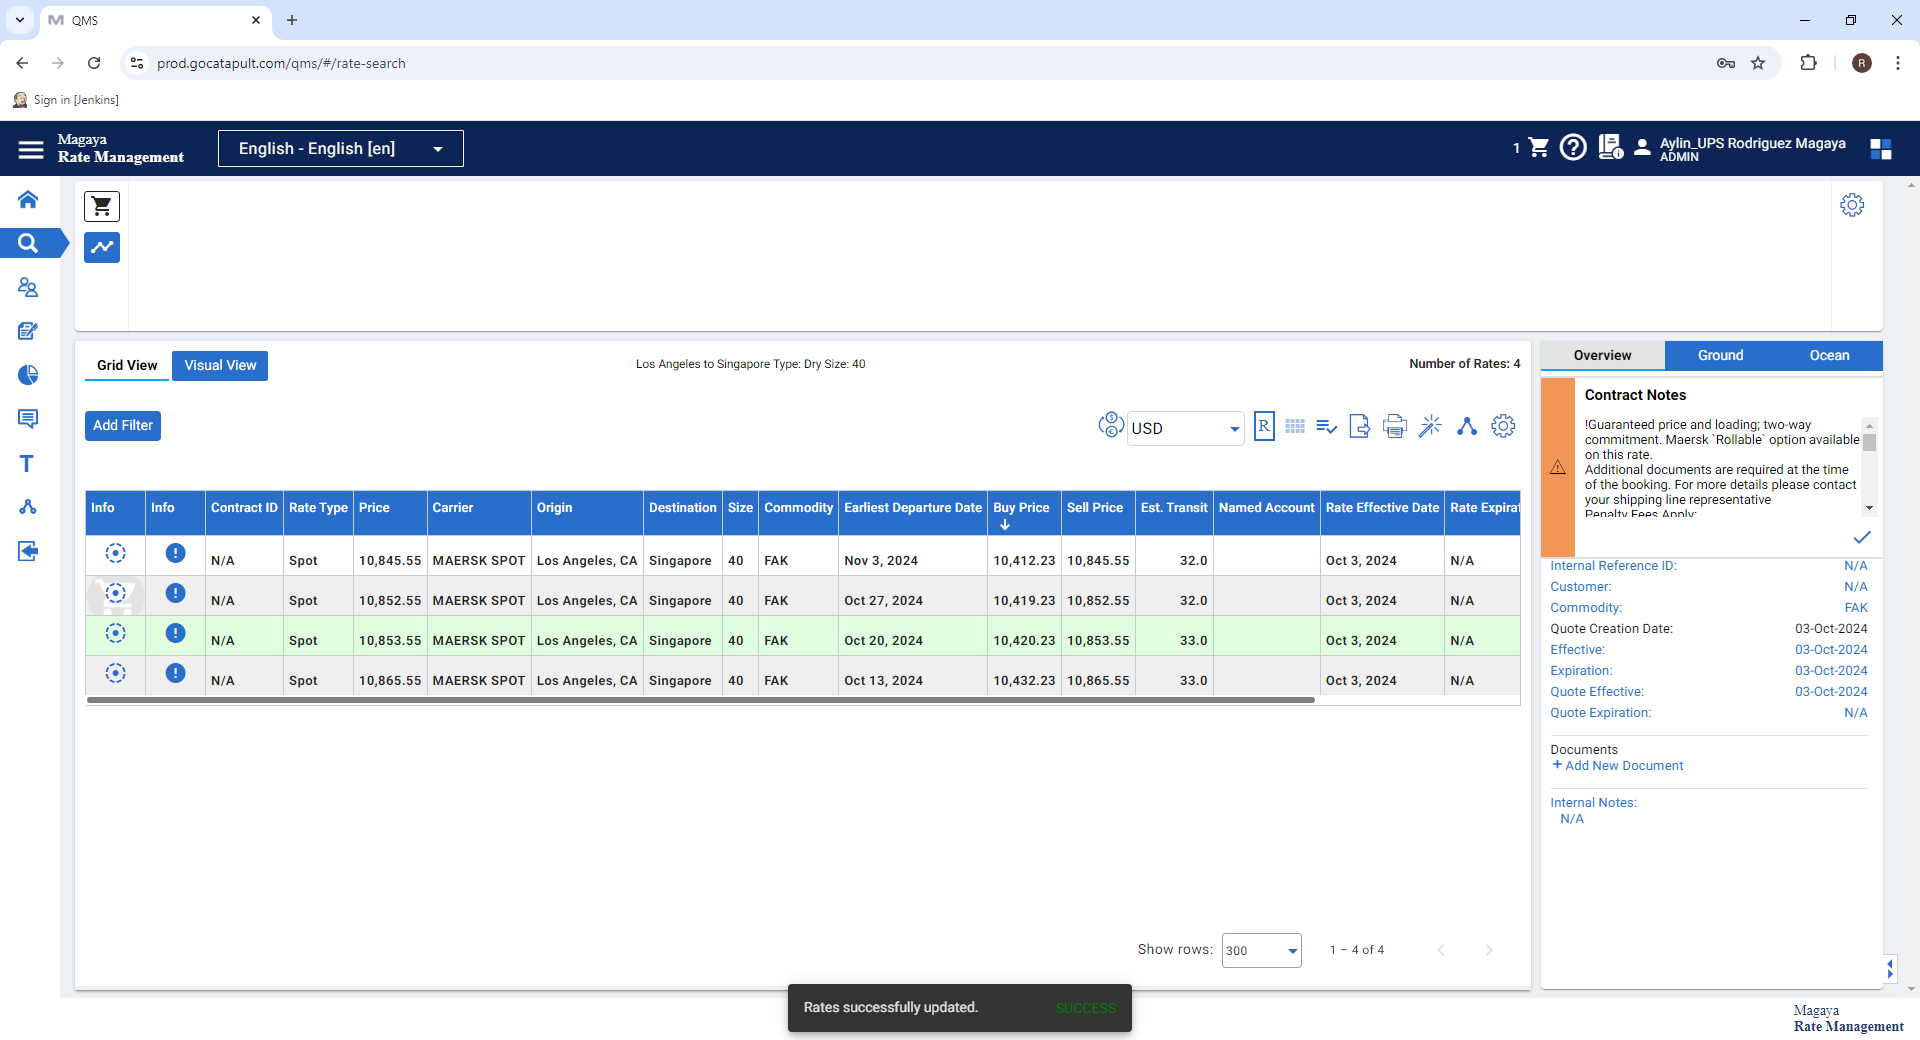 QMS
prod.gocatapult.com/qms/#/rate-search
R
Sign in [Jenkins]
Magaya
Rate Management
English - English [en]
1
Aylin_UPS Rodriguez Magaya
ADMIN
Grid View
Visual View
Los Angeles to Singapore Type: Dry Size: 40
Number of Rates: 4
Add Filter
USD
R
Info Info Contract ID Rate Type Price Carrier Origin Destination Size Commodity Earliest Departure Date Buy Price Sell Price Est. Transit Named Account Rate Effective Date Rate Expirat
N/A Spot 10,845.55 MAERSK SPOT Los Angeles, CA Singapore 40 FAK Nov 3, 2024 10,412.23 10,845.55 32.0 Oct 3, 2024 N/A
N/A Spot 10,852.55 MAERSK SPOT Los Angeles, CA Singapore 40 FAK Oct 27, 2024 10,419.23 10,852.55 32.0 Oct 3, 2024 N/A
N/A Spot 10,853.55 MAERSK SPOT Los Angeles, CA Singapore 40 FAK Oct 20, 2024 10,420.23 10,853.55 33.0 Oct 3, 2024 N/A
N/A Spot 10,865.55 MAERSK SPOT Los Angeles, CA Singapore 40 FAK Oct 13, 2024 10,432.23 10,865.55 33.0 Oct 3, 2024 N/A
Show rows: 300 1 – 4 of 4
Overview Ground Ocean
Contract Notes
!Guaranteed price and loading; two-way
commitment. Maersk `Rollable` option available
on this rate.
Additional documents are required at the time
of the booking. For more details please contact
your shipping line representative
Penalty Fees Apply:
Internal Reference ID: N/A
Customer: N/A
Commodity: FAK
Quote Creation Date: 03-Oct-2024
Effective: 03-Oct-2024
Expiration: 03-Oct-2024
Quote Effective: 03-Oct-2024
Quote Expiration: N/A
Documents
+ Add New Document
Internal Notes:
N/A
Rates successfully updated. SUCCESS
Magaya
Rate Management